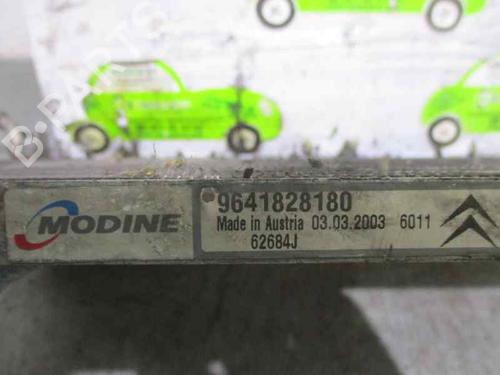 B-PARTS
MODINE
9641828180
Made in Austria 03.03.2003 6011
62684J